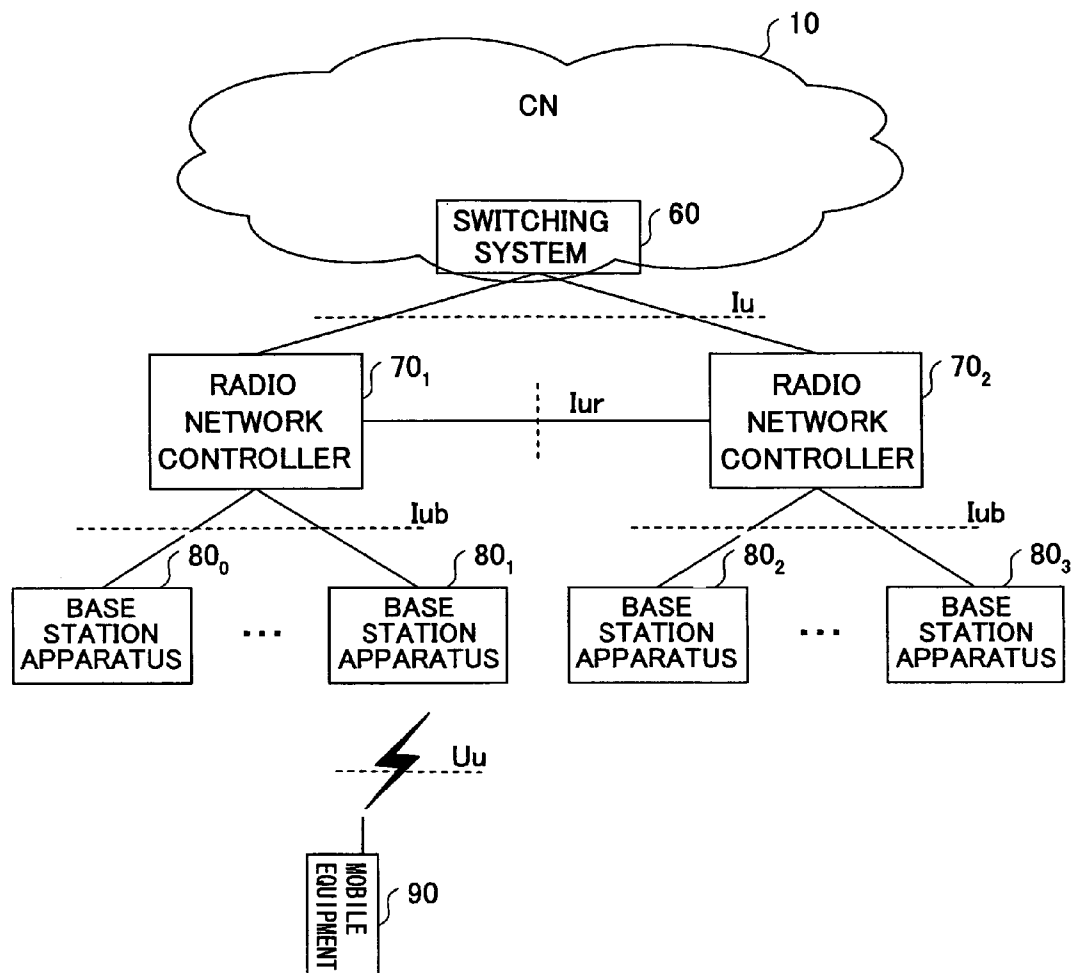 10
CN
SWITCHING
SYSTEM
60
Iu
RADIO
NETWORK
CONTROLLER
70₁
Iur
RADIO
NETWORK
CONTROLLER
70₂
Iub
Iub
80₀
80₁
80₂
80₃
BASE
STATION
APPARATUS
...
BASE
STATION
APPARATUS
BASE
STATION
APPARATUS
...
BASE
STATION
APPARATUS
Uu
MOBILE
EQUIPMENT
90